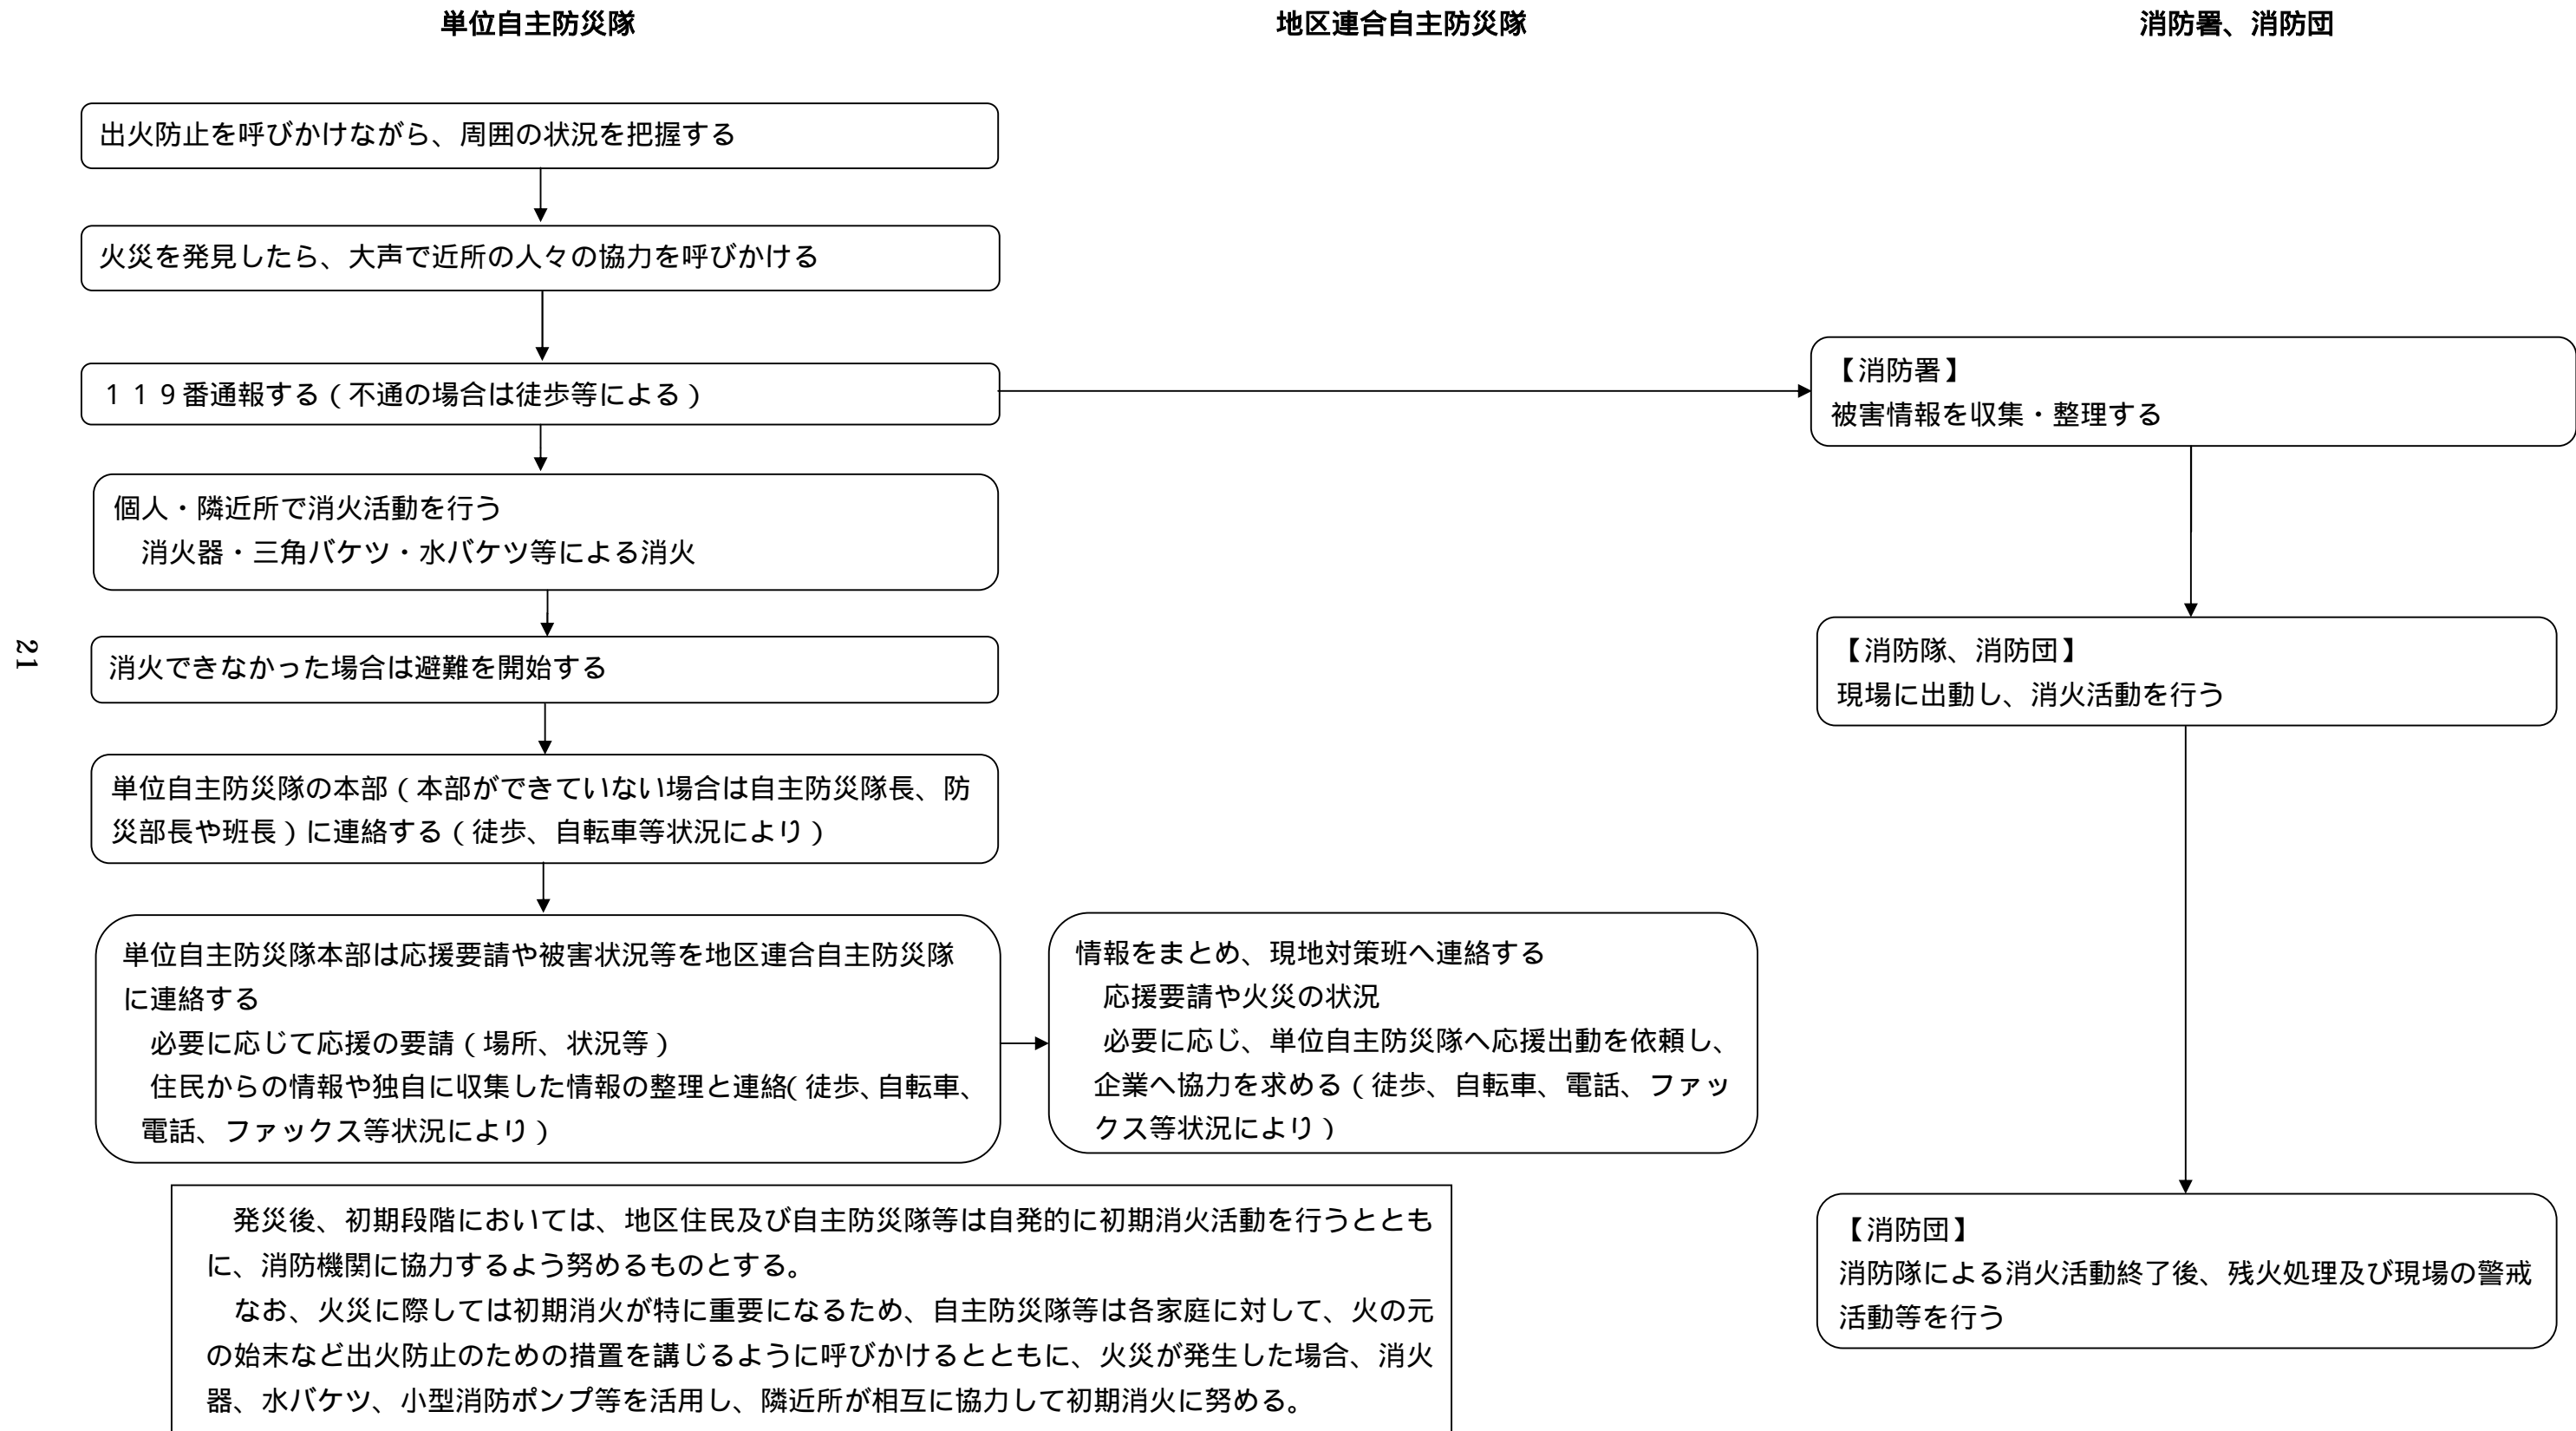 単位自主防災隊
地区連合自主防災隊
消防署、消防団
出火防止を呼びかけながら、周囲の状況を把握する
火災を発見したら、大声で近所の人々の協力を呼びかける
１１９番通報する（不通の場合は徒歩等による）
【消防署】
被害情報を収集・整理する
個人・隣近所で消火活動を行う
消火器・三角バケツ・水バケツ等による消火
消火できなかった場合は避難を開始する
【消防隊、消防団】
現場に出動し、消火活動を行う
単位自主防災隊の本部（本部ができていない場合は自主防災隊長、防
災部長や班長）に連絡する（徒歩、自転車等状況により）
単位自主防災隊本部は応援要請や被害状況等を地区連合自主防災隊
に連絡する
必要に応じて応援の要請（場所、状況等）
住民からの情報や独自に収集した情報の整理と連絡（徒歩、自転車、
電話、ファックス等状況により）
情報をまとめ、現地対策班へ連絡する
応援要請や火災の状況
必要に応じ、単位自主防災隊へ応援出動を依頼し、
企業へ協力を求める（徒歩、自転車、電話、ファッ
クス等状況により）
【消防団】
消防隊による消火活動終了後、残火処理及び現場の警戒
活動等を行う
発災後、初期段階においては、地区住民及び自主防災隊等は自発的に初期消火活動を行うととも
に、消防機関に協力するよう努めるものとする。
なお、火災に際しては初期消火が特に重要になるため、自主防災隊等は各家庭に対して、火の元
の始末など出火防止のための措置を講じるように呼びかけるとともに、火災が発生した場合、消火
器、水バケツ、小型消防ポンプ等を活用し、隣近所が相互に協力して初期消火に努める。
21